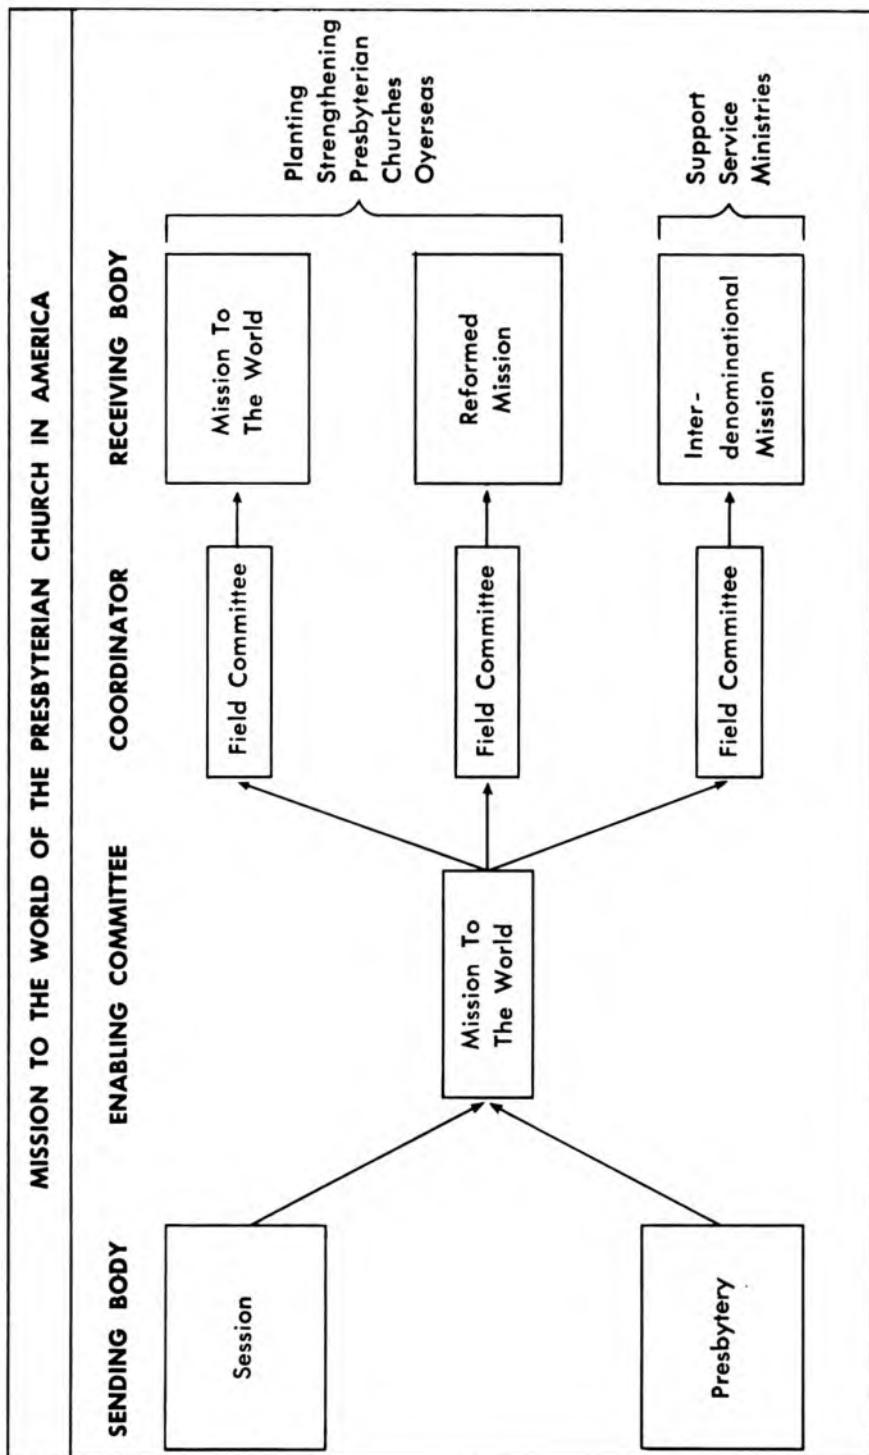 MISSION TO THE WORLD OF THE PRESBYTERIAN CHURCH IN AMERICA
SENDING BODY
ENABLING COMMITTEE
COORDINATOR
RECEIVING BODY
Session
Presbytery
Mission To
The World
Field Committee
Field Committee
Field Committee
Mission To
The World
Reformed
Mission
Inter-
denominational
Mission
Planting
Strengthening
Presbyterian
Churches
Oyerseas
Support
Service
Ministries